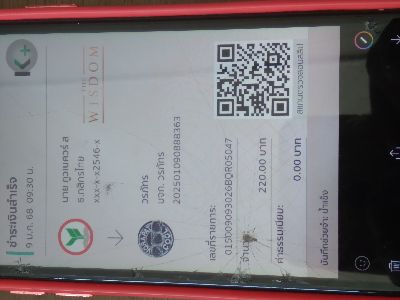 ชำระเงินสำเร็จ
9 ม.ค. 68 09:30 น.
K+
นาย ภูวเนศวร์ ส
ธ.กสิกรไทย
xxx-x-x2546-x
THE
WISDOM
วรภัทร
หจก. วรภัทร
202501090888363
เลขที่รายการ:
015009093026BQR05047
จำนวน:
220.00 บาท
ค่าธรรมเนียม:
0.00 บาท
สแกนตรวจสอบสลิป
บันทึกช่วยจำ: น้ำแข็ง